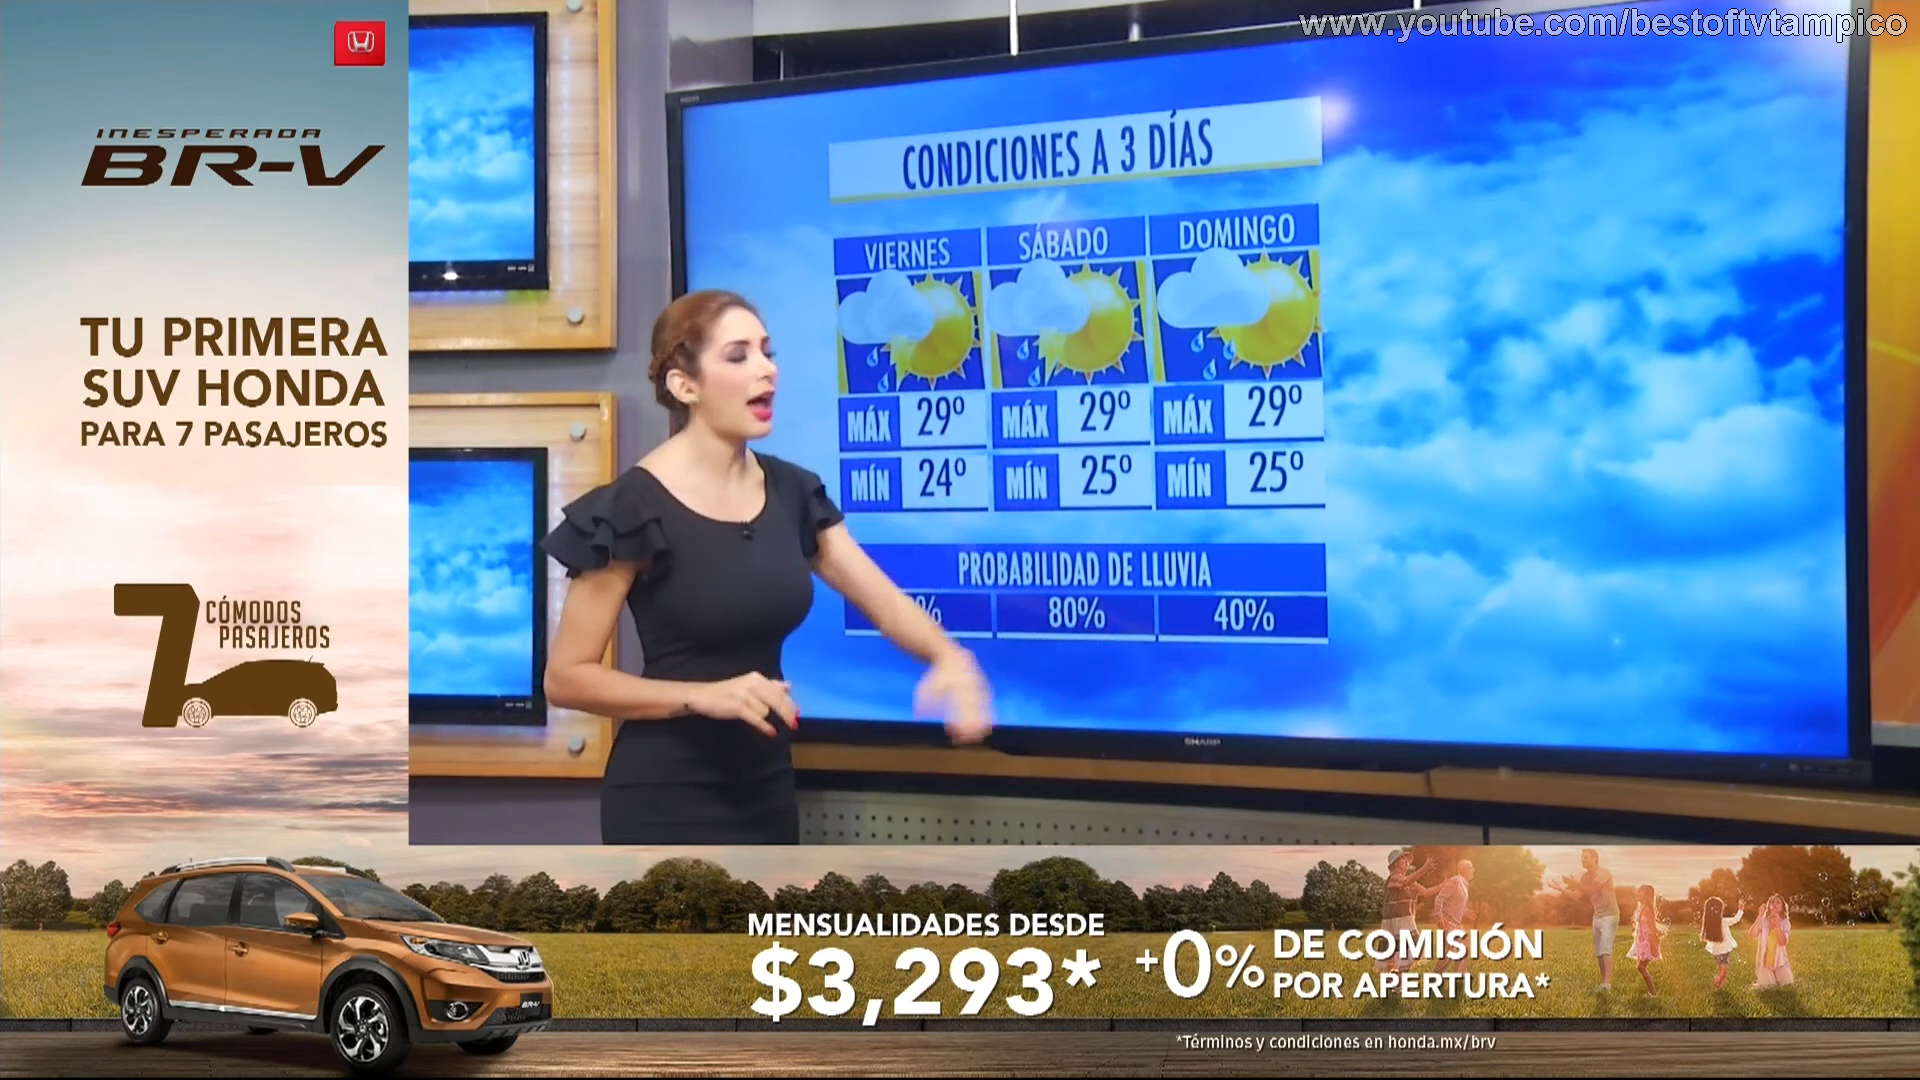 www.youtube.com/bestoftvtampico
INESPERADA
BR-V
TU PRIMERA
SUV HONDA
PARA 7 PASAJEROS
7 CÓMODOS
PASAJEROS
CONDICIONES A 3 DÍAS
VIERNES SÁBADO DOMINGO
MÁX 29º MÁX 29º MÁX 29º
MÍN 24º MÍN 25º MÍN 25º
PROBABILIDAD DE LLUVIA
80% 40%
SHARP
BR-V
MENSUALIDADES DESDE
$3,293*
+0% DE COMISIÓN
POR APERTURA*
*Términos y condiciones en honda.mx/brv